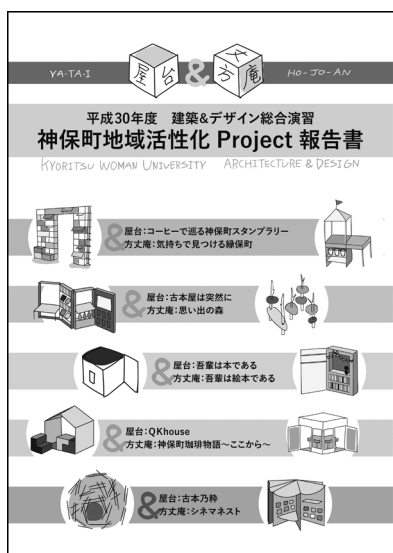 YA-TA-I
屋台
&
方丈庵
HO-JO-AN
平成30年度 建築&デザイン総合演習
神保町地域活性化 Project 報告書
KYORITSU WOMAN UNIVERSITY ARCHITECTURE & DESIGN
&
屋台:コーヒーで巡る神保町スタンプラリー
方丈庵:気持ちで見つける縁保町
&
屋台:古本屋は突然に
方丈庵:思い出の森
&
屋台:吾輩は本である
方丈庵:吾輩は絵本である
&
屋台:QKhouse
方丈庵:神保町珈琲物語〜ここから〜
&
屋台:古本乃粋
方丈庵:シネマネスト